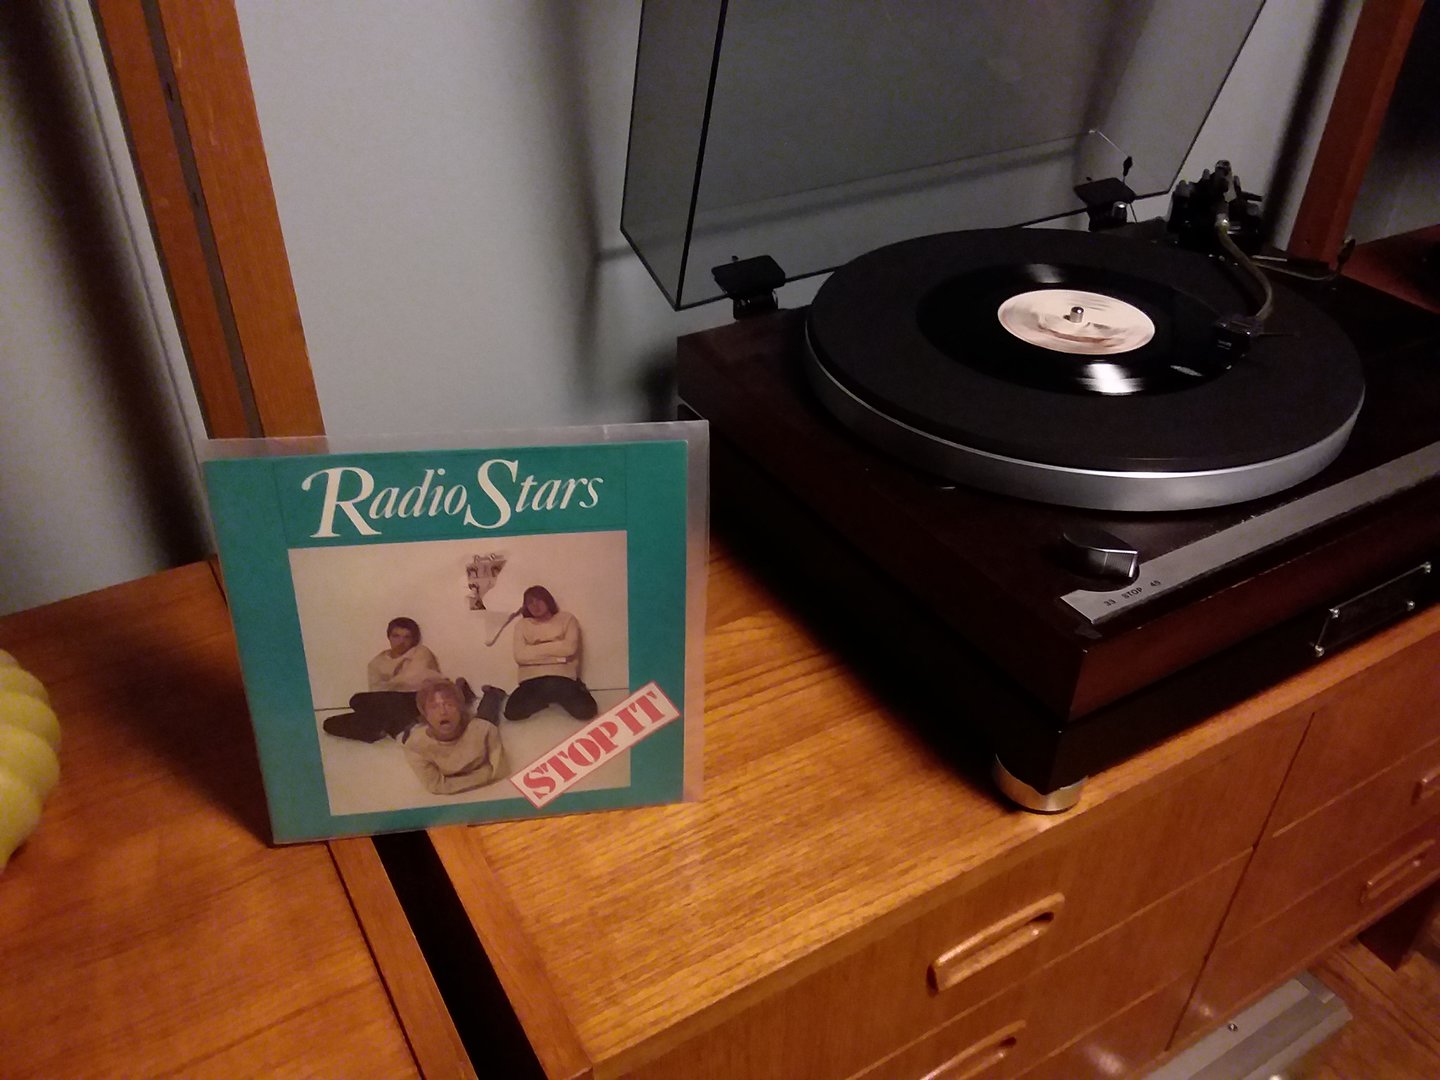 Radio Stars
STOP IT
33 STOP 45